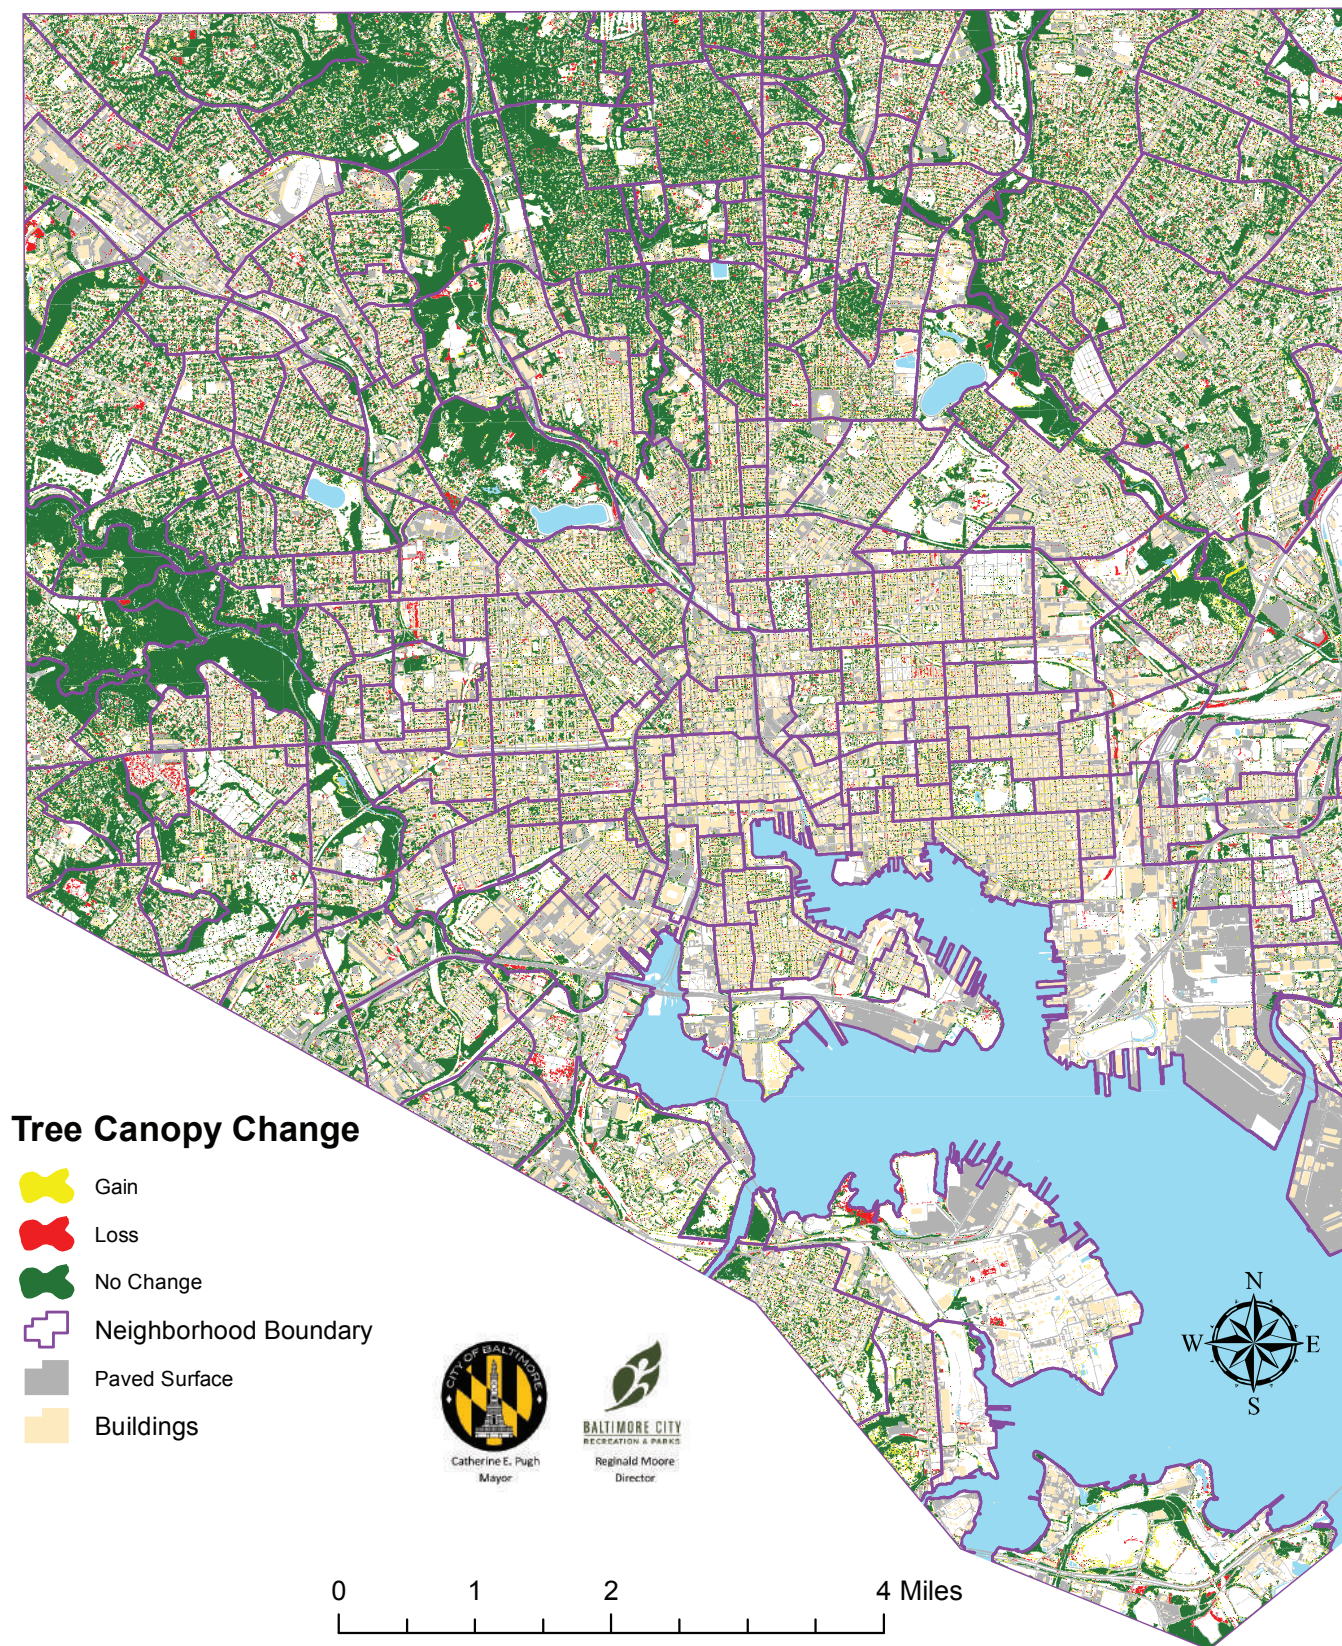 Tree Canopy Change
Gain
Loss
No Change
Neighborhood Boundary
Paved Surface
Buildings
CITY OF BALTIMORE
Catherine E. Pugh
Mayor
BALTIMORE CITY
RECREATION & PARKS
Reginald Moore
Director
N
W E
S
0 1 2 4 Miles